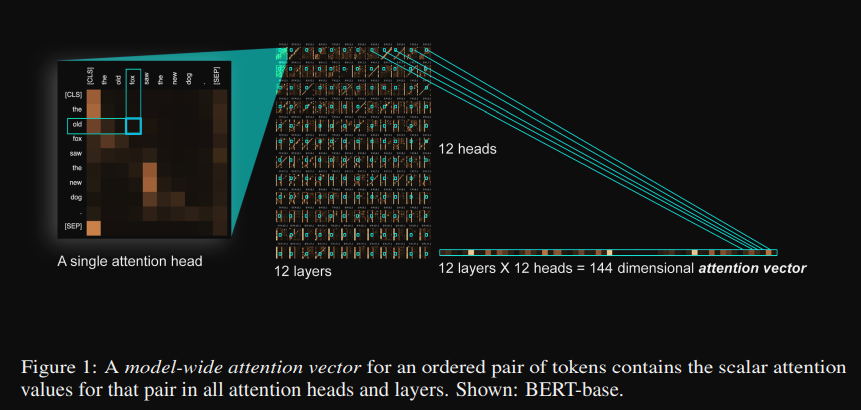 [CLS] the old fox saw the new dog . [SEP]
[CLS]
the
old
fox
saw
the
new
dog
.
[SEP]
A single attention head
12 heads
12 layers
12 layers X 12 heads = 144 dimensional attention vector
Figure 1: A model-wide attention vector for an ordered pair of tokens contains the scalar attention
values for that pair in all attention heads and layers. Shown: BERT-base.